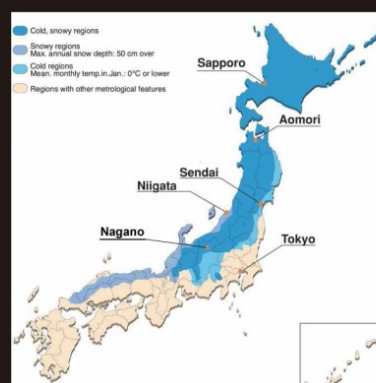 Cold, snowy regions
Snowy regions
Max. annual snow depth: 50 cm over
Cold regions
Mean. monthly temp.in.Jan.: 0°C or lower
Regions with other metrological features
Sapporo
Aomori
Sendai
Niigata
Nagano
Tokyo